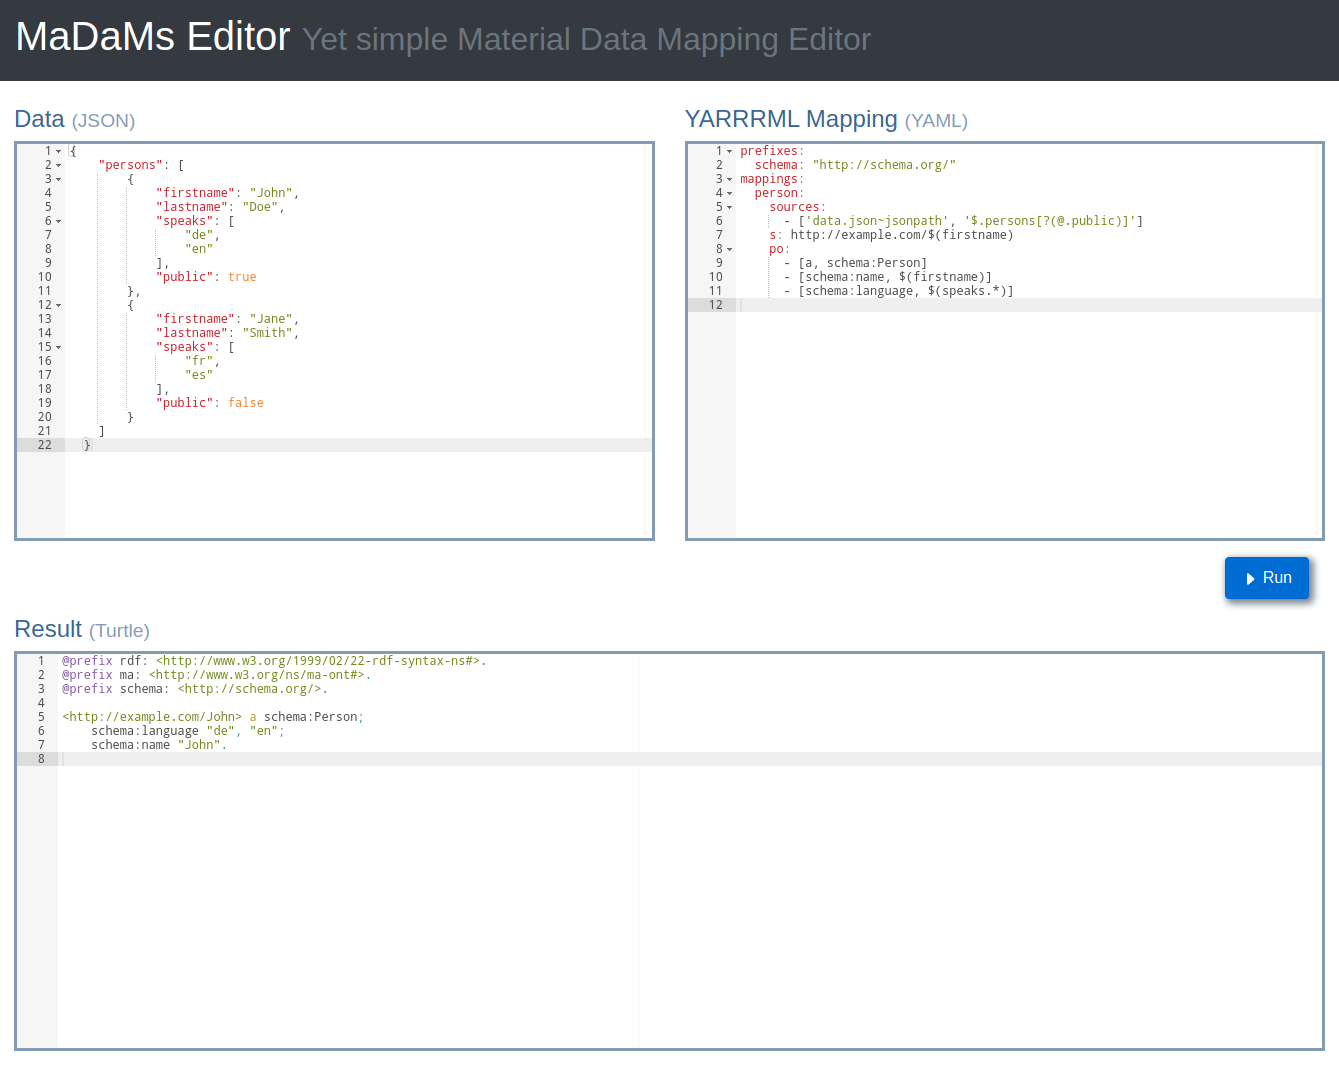 MaDaMs Editor Yet simple Material Data Mapping Editor
Data (JSON)
1 {
2     "persons": [
3         {
4             "firstname": "John",
5             "lastname": "Doe",
6             "speaks": [
7                 "de",
8                 "en"
9             ],
10             "public": true
11         },
12         {
13             "firstname": "Jane",
14             "lastname": "Smith",
15             "speaks": [
16                 "fr",
17                 "es"
18             ],
19             "public": false
20         }
21     ]
22   }
YARRRML Mapping (YAML)
1 prefixes:
2   schema: "http://schema.org/"
3 mappings:
4   person:
5     sources:
6       - ['data.json~jsonpath', '$.persons[?(@.public)]']
7     s: http://example.com/$(firstname)
8     po:
9       - [a, schema:Person]
10       - [schema:name, $(firstname)]
11       - [schema:language, $(speaks.*)]
12
Run
Result (Turtle)
1 @prefix rdf: <http://www.w3.org/1999/02/22-rdf-syntax-ns#>.
2 @prefix ma: <http://www.w3.org/ns/ma-ont#>.
3 @prefix schema: <http://schema.org/>.
4
5 <http://example.com/John> a schema:Person;
6     schema:language "de", "en";
7     schema:name "John".
8